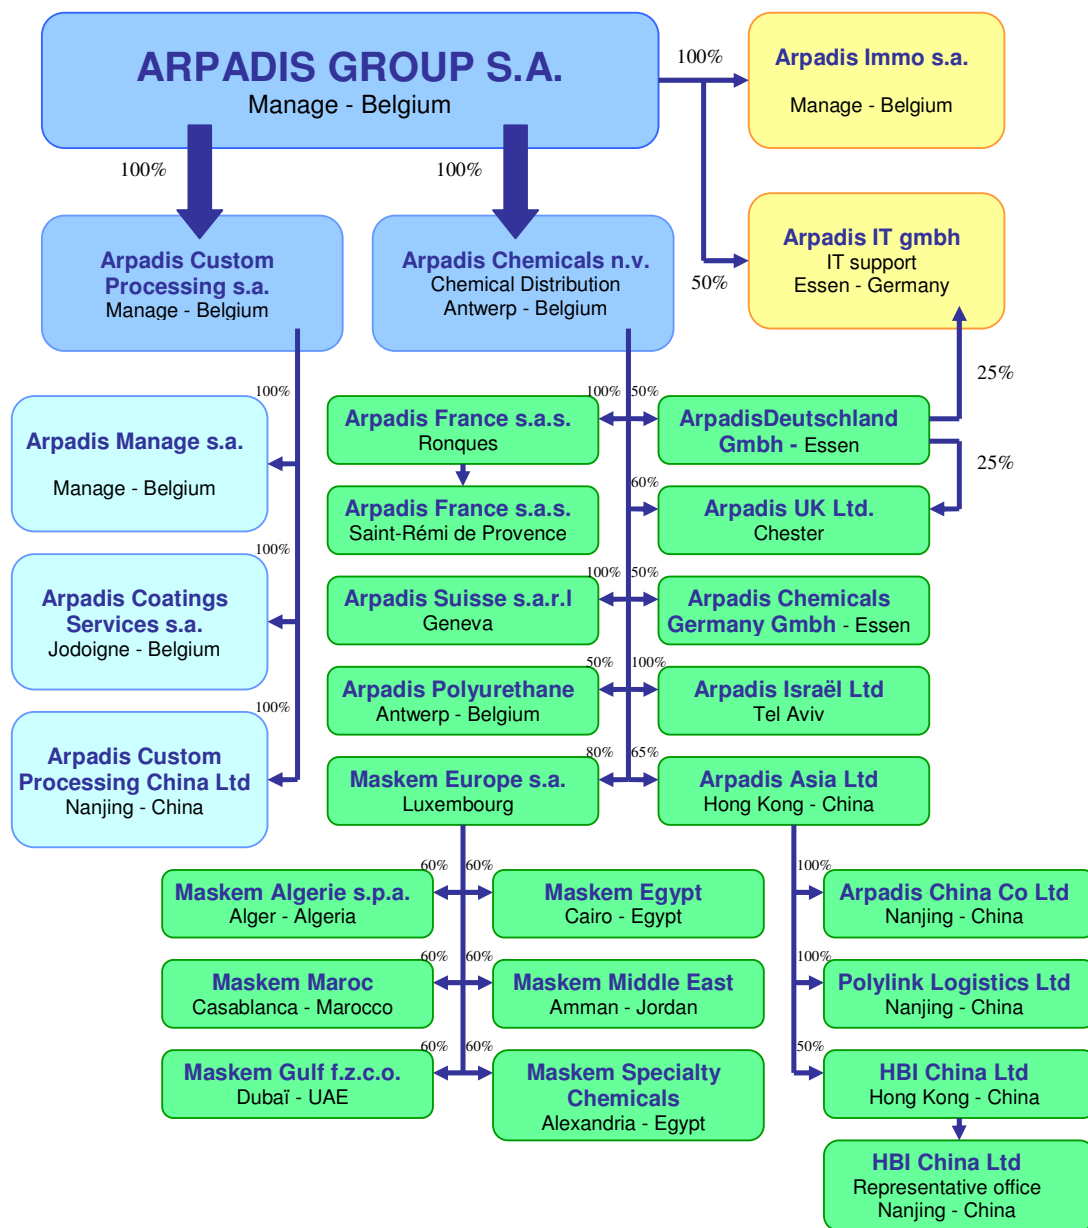 ARPADIS GROUP S.A.
Manage - Belgium
100%
Arpadis Immo s.a.
Manage - Belgium
100%
100%
50%
Arpadis IT gmbh
IT support
Essen - Germany
Arpadis Custom
Processing s.a.
Manage - Belgium
Arpadis Chemicals n.v.
Chemical Distribution
Antwerp - Belgium
25%
25%
100%
Arpadis Manage s.a.
Manage - Belgium
100%
Arpadis Coatings
Services s.a.
Jodoigne - Belgium
100%
Arpadis Custom
Processing China Ltd
Nanjing - China
100%
50%
Arpadis France s.a.s.
Ronques
ArpadisDeutschland
Gmbh - Essen
60%
Arpadis France s.a.s.
Saint-Rémi de Provence
Arpadis UK Ltd.
Chester
100%
50%
Arpadis Suisse s.a.r.l
Geneva
Arpadis Chemicals
Germany Gmbh - Essen
50%
100%
Arpadis Polyurethane
Antwerp - Belgium
Arpadis Israël Ltd
Tel Aviv
80%
65%
Maskem Europe s.a.
Luxembourg
Arpadis Asia Ltd
Hong Kong - China
60%
60%
100%
Maskem Algerie s.p.a.
Alger - Algeria
Maskem Egypt
Cairo - Egypt
Arpadis China Co Ltd
Nanjing - China
60%
60%
100%
Maskem Maroc
Casablanca - Marocco
Maskem Middle East
Amman - Jordan
Polylink Logistics Ltd
Nanjing - China
60%
60%
50%
Maskem Gulf f.z.c.o.
Dubaï - UAE
Maskem Specialty
Chemicals
Alexandria - Egypt
HBI China Ltd
Hong Kong - China
HBI China Ltd
Representative office
Nanjing - China